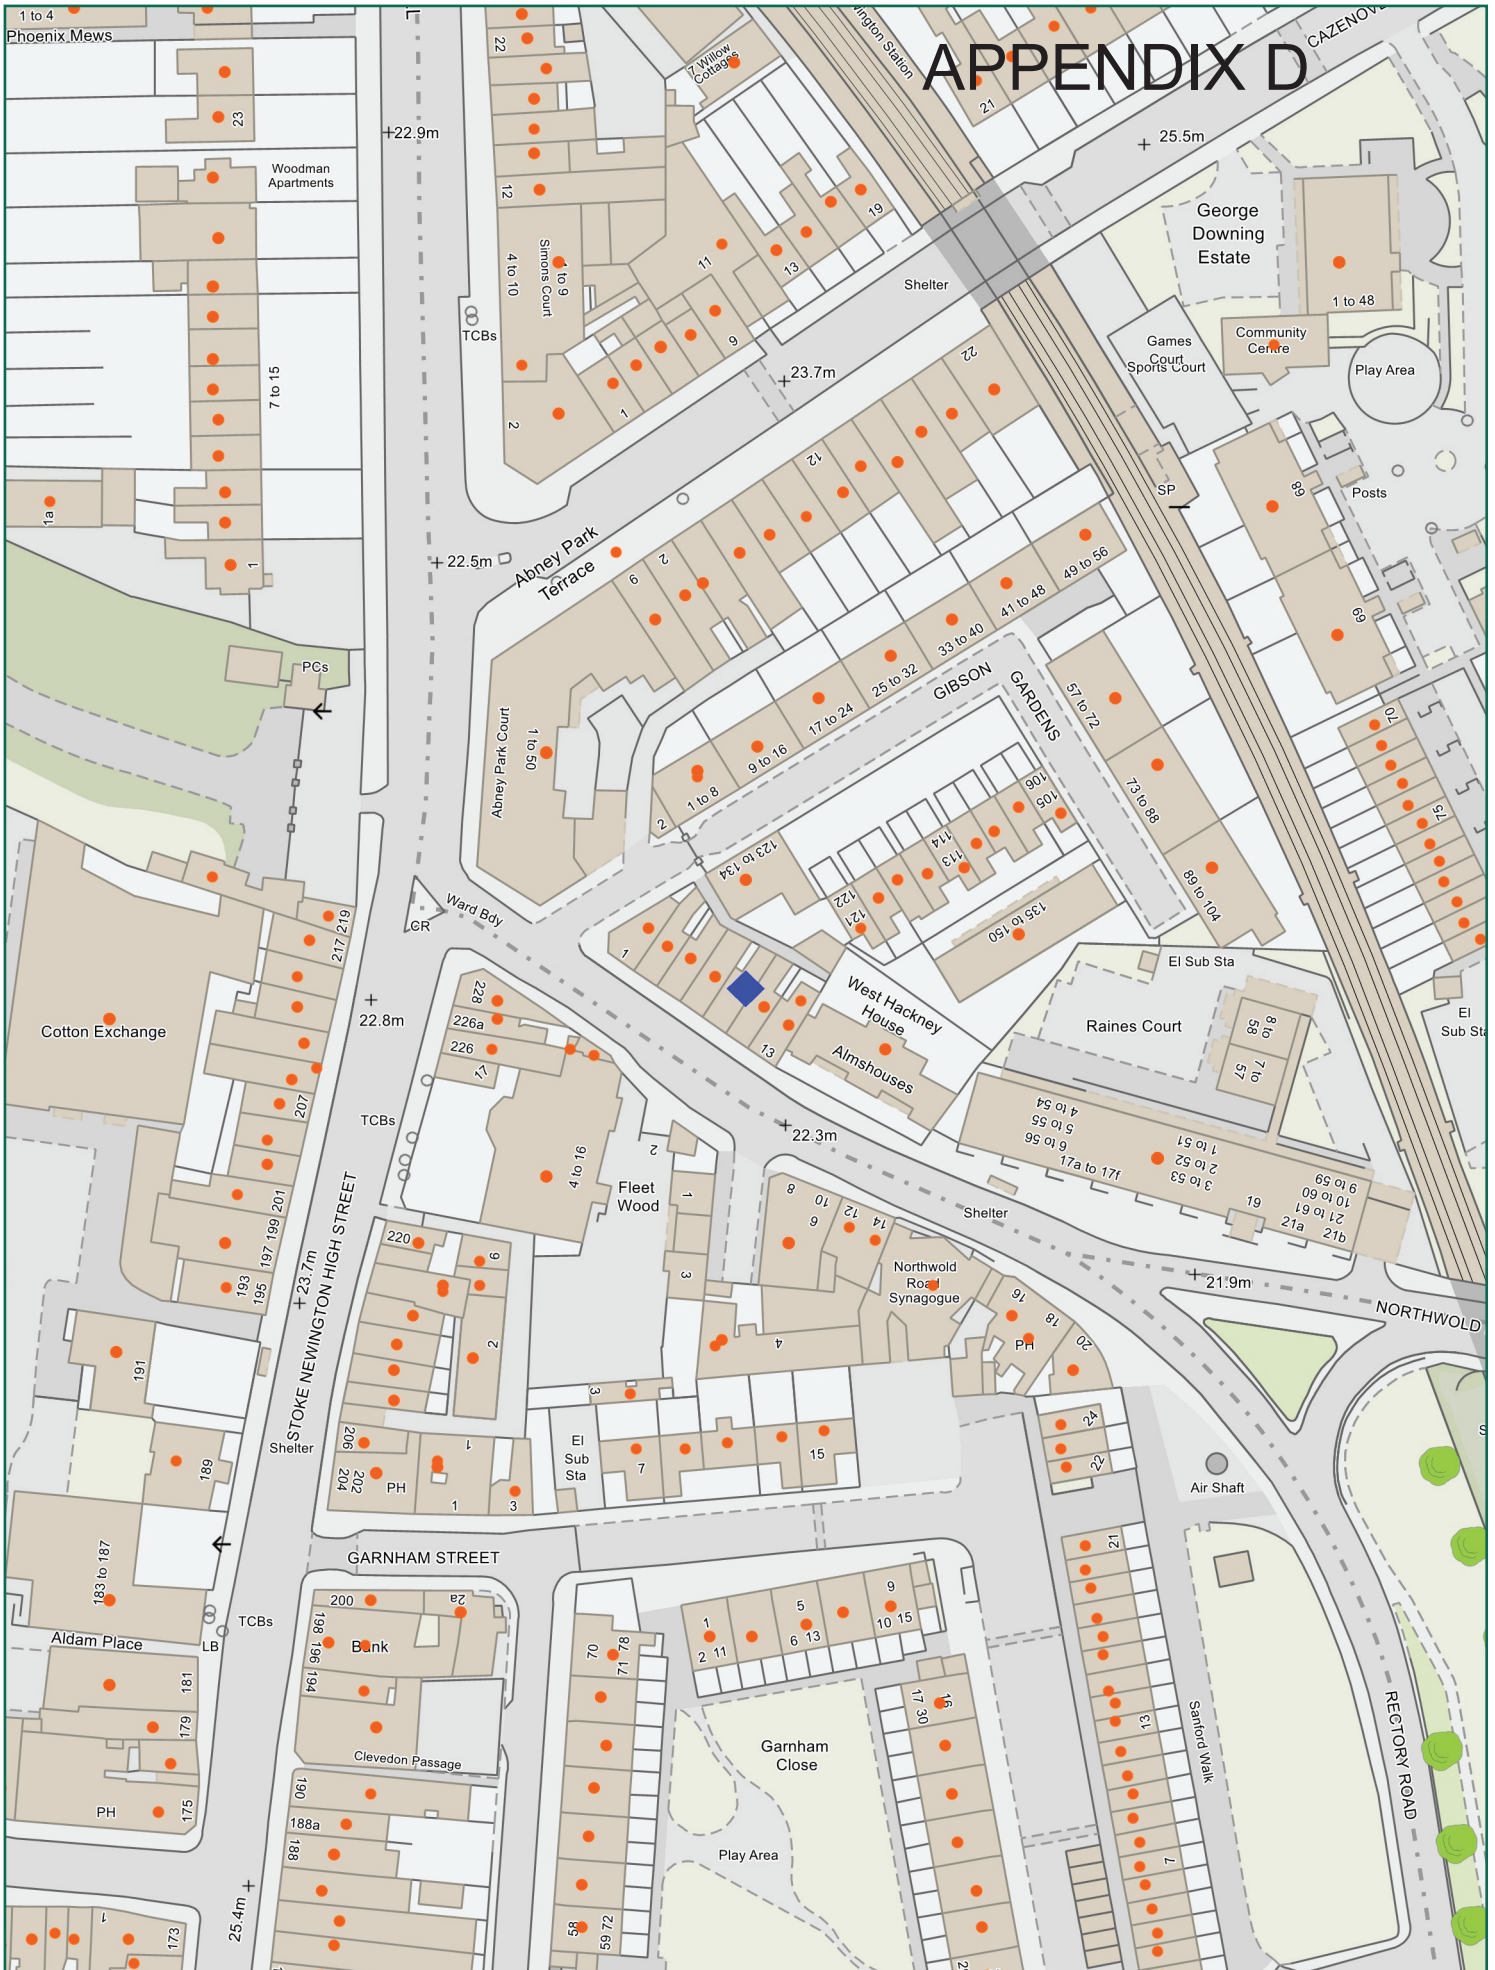 APPENDIX D
1 to 4
Phoenix Mews
23
Woodman
Apartments
22.9m
22
12
4 to 10
Simons Court
1 to 9
TCBs
2
7 Willow
Cottages
11
13
19
1
9
21
CAZENOVE
25.5m
Shelter
23.7m
George
Downing
Estate
1 to 48
Games
Court
Sports Court
Community
Centre
Play Area
7 to 15
1a
1
22.5m
Abney Park
Terrace
6
2
12
22
SP
68
Posts
69
PCs
Abney Park Court
1 to 50
2
1 to 8
9 to 16
17 to 24
25 to 32
33 to 40
41 to 48
49 to 56
GIBSON
GARDENS
57 to 72
73 to 88
89 to 104
70
75
106
105
114
113
122
121
123 to 134
135 to 150
Ward Bdy
CR
219
217
1
13
West Hackney
House
Almshouses
El Sub Sta
El
Sub Sta
Raines Court
8 to
58
7 to
57
Cotton Exchange
22.8m
228
226a
226
17
207
TCBs
22.3m
4 to 16
Fleet
Wood
2
1
3
4 to 54
5 to 55
6 to 56
17a to 17f
1 to 51
2 to 52
3 to 53
19
9 to 59
10 to 60
21 to 61
21a
21b
201
199
197
193
195
23.7m
STOKE NEWINGTON HIGH STREET
220
9
2
8
10
6
12
14
Shelter
Northwold
Road
Synagogue
16
18
20
PH
21.9m
NORTHWOLD
4
191
Shelter
189
206
204
202
PH
1
1
3
3
El
Sub
Sta
7
15
24
22
Air Shaft
183 to 187
GARNHAM STREET
21
TCBs
LB
Aldam Place
200
2a
198
196
Bank
194
70
71 78
1
2 11
5
6 13
9
10 15
181
179
PH
175
Clevedon Passage
190
188a
188
17 30
16
Garnham
Close
Play Area
13
7
Sanford Walk
RECTORY ROAD
25.4m
1
173
58
59 72